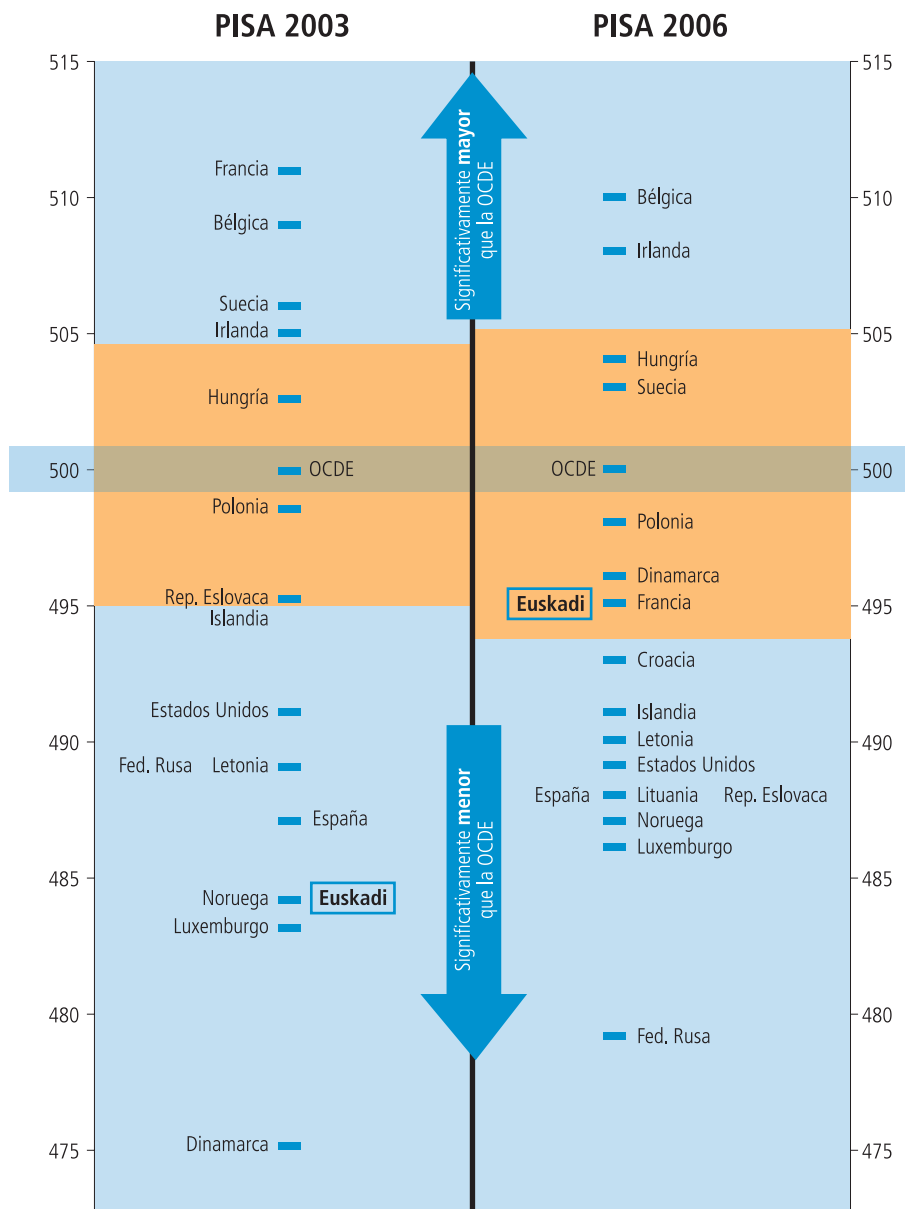 PISA 2003 PISA 2006
515 515
Significativamente mayor
que la OCDE
Francia
510 Bélgica 510
Bélgica
Irlanda
Suecia
505 Irlanda 505
Hungría
Suecia
Hungría
500 OCDE OCDE 500
Polonia
Polonia
Dinamarca
495 Rep. Eslovaca Euskadi Francia 495
Islandia
Croacia
Estados Unidos Islandia
490 Letonia 490
Fed. Rusa Letonia Estados Unidos
España Lituania Rep. Eslovaca
España Noruega
Luxemburgo
Significativamente menor
que la OCDE
485 485
Noruega Euskadi
Luxemburgo
480 480
Fed. Rusa
475 Dinamarca 475